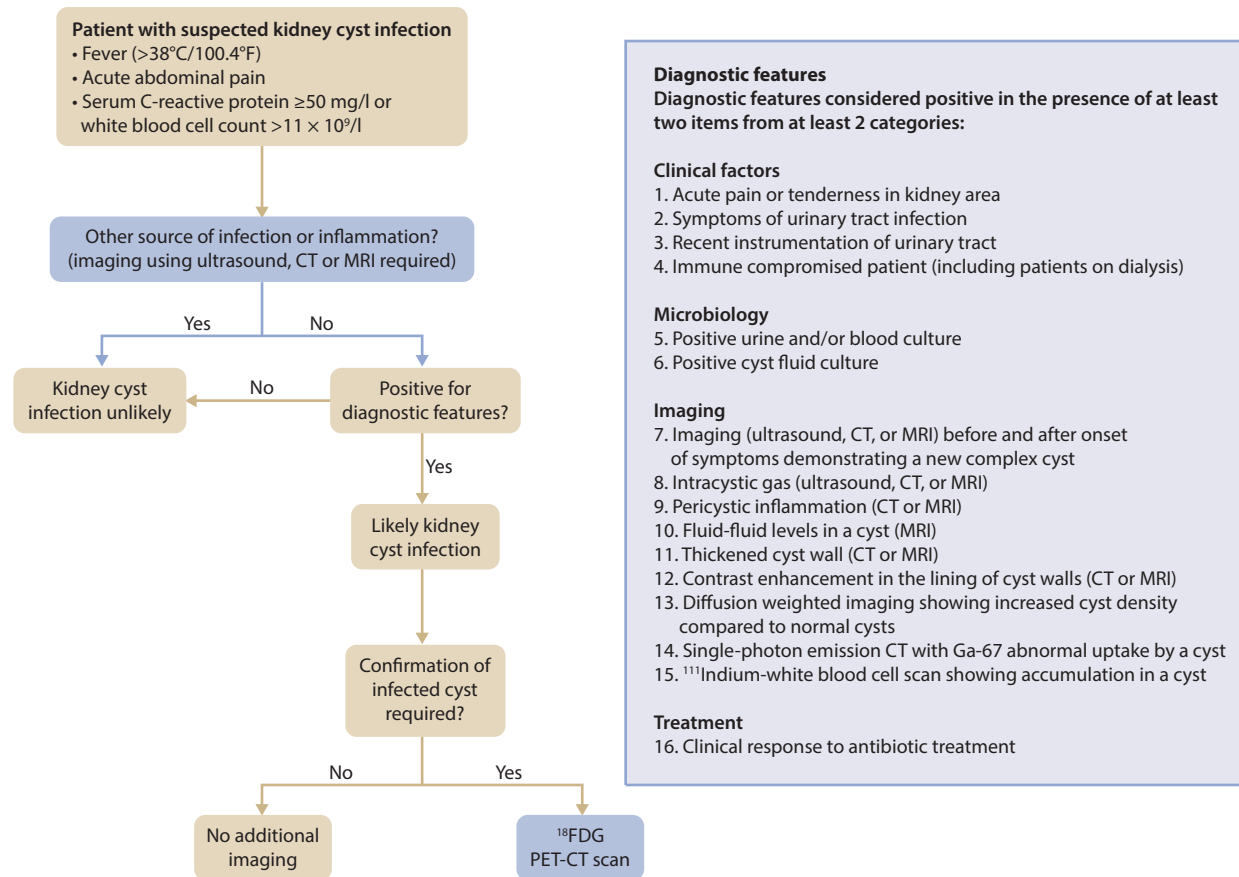 Patient with suspected kidney cyst infection
• Fever (>38°C/100.4°F)
• Acute abdominal pain
• Serum C-reactive protein ≥50 mg/l or
white blood cell count >11 × 10⁹/l
Other source of infection or inflammation?
(imaging using ultrasound, CT or MRI required)
Yes
No
Kidney cyst
infection unlikely
No
Positive for
diagnostic features?
Yes
Likely kidney
cyst infection
Confirmation of
infected cyst
required?
No
Yes
No additional
imaging
¹⁸FDG
PET-CT scan
Diagnostic features
Diagnostic features considered positive in the presence of at least
two items from at least 2 categories:
Clinical factors
1. Acute pain or tenderness in kidney area
2. Symptoms of urinary tract infection
3. Recent instrumentation of urinary tract
4. Immune compromised patient (including patients on dialysis)
Microbiology
5. Positive urine and/or blood culture
6. Positive cyst fluid culture
Imaging
7. Imaging (ultrasound, CT, or MRI) before and after onset
of symptoms demonstrating a new complex cyst
8. Intracystic gas (ultrasound, CT, or MRI)
9. Pericystic inflammation (CT or MRI)
10. Fluid-fluid levels in a cyst (MRI)
11. Thickened cyst wall (CT or MRI)
12. Contrast enhancement in the lining of cyst walls (CT or MRI)
13. Diffusion weighted imaging showing increased cyst density
compared to normal cysts
14. Single-photon emission CT with Ga-67 abnormal uptake by a cyst
15. ¹¹¹Indium-white blood cell scan showing accumulation in a cyst
Treatment
16. Clinical response to antibiotic treatment